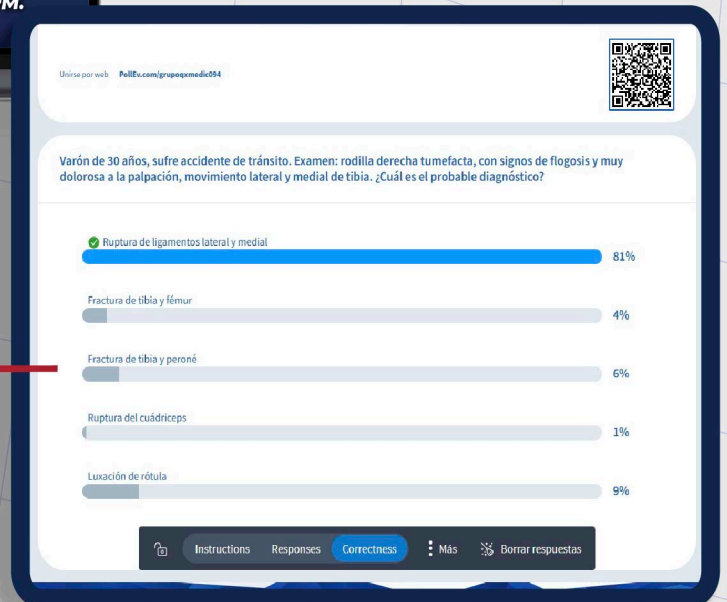 Unirse por web PollEv.com/grupoqxmedic694
Varón de 30 años, sufre accidente de tránsito. Examen: rodilla derecha tumefacta, con signos de flogosis y muy
dolorosa a la palpación, movimiento lateral y medial de tibia. ¿Cuál es el probable diagnóstico?
Ruptura de ligamentos lateral y medial
81%
Fractura de tibia y fémur
4%
Fractura de tibia y peroné
6%
Ruptura del cuádriceps
1%
Luxación de rótula
9%
Instructions Responses Correctness Más Borrar respuestas